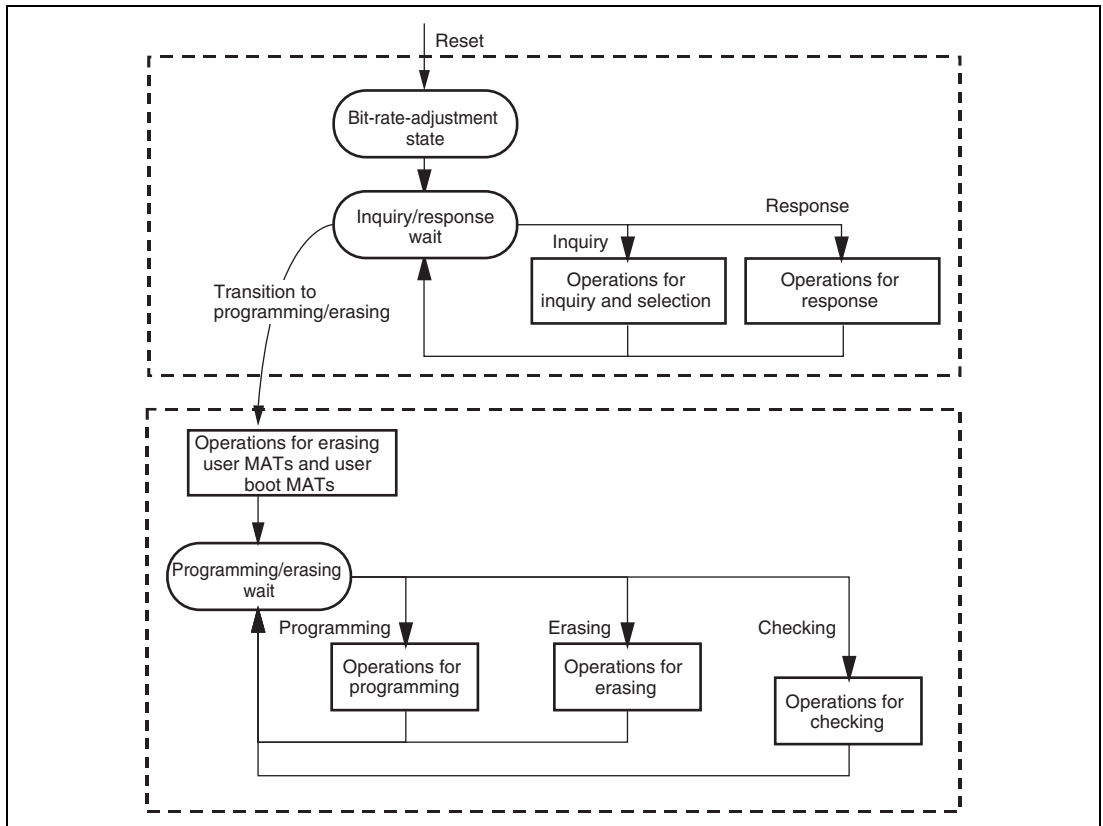 Reset
Bit-rate-adjustment
state
Inquiry/response
wait
Response
Inquiry
Operations for
inquiry and selection
Operations for
response
Transition to
programming/erasing
Operations for erasing
user MATs and user
boot MATs
Programming/erasing
wait
Programming
Erasing
Checking
Operations for
programming
Operations for
erasing
Operations for
checking